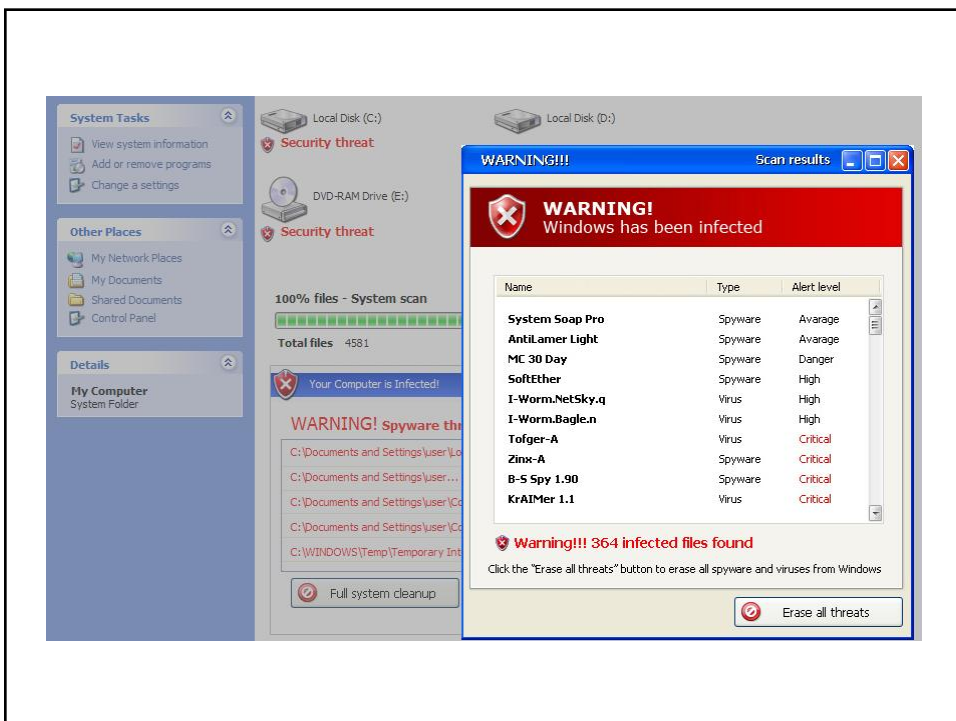 System Tasks
View system information
Add or remove programs
Change a settings
Other Places
My Network Places
My Documents
Shared Documents
Control Panel
Details
My Computer
System Folder
Local Disk (C:)
Security threat
Local Disk (D:)
DVD-RAM Drive (E:)
Security threat
100% files - System scan
Total files 4581
Your Computer is Infected!
WARNING! Spyware thr
C:\Documents and Settings\user\Lo
C:\Documents and Settings\user...
C:\Documents and Settings\user\Co
C:\Documents and Settings\user\Co
C:\WINDOWS\Temp\Temporary Int
Full system cleanup
WARNING!!! Scan results
WARNING!
Windows has been infected
Name Type Alert level
System Soap Pro Spyware Avarage
AntiLamer Light Spyware Avarage
MC 30 Day Spyware Danger
SoftEther Spyware High
I-Worm.NetSky.q Virus High
I-Worm.Bagle.n Virus High
Tofger-A Virus Critical
Zinx-A Spyware Critical
B-S Spy 1.90 Spyware Critical
KrAIMer 1.1 Virus Critical
Warning!!! 364 infected files found
Click the "Erase all threats" button to erase all spyware and viruses from Windows
Erase all threats